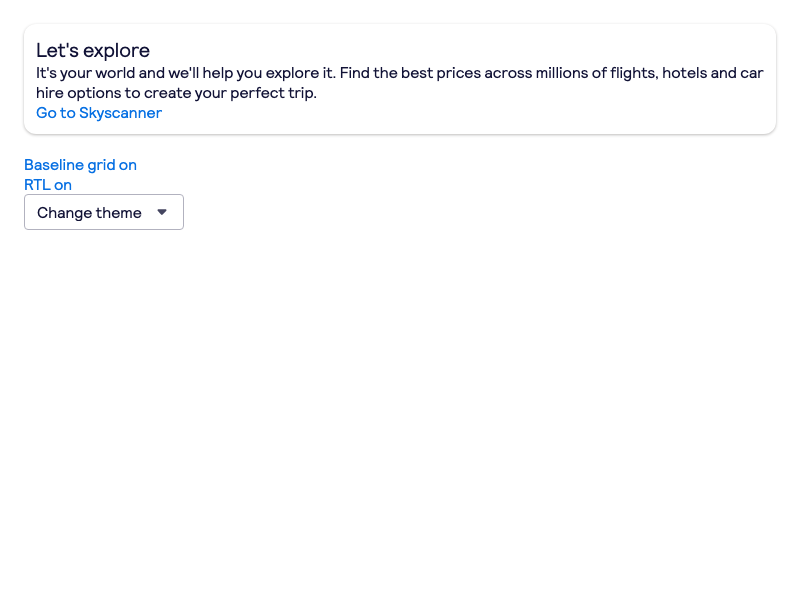 Let's explore
It's your world and we'll help you explore it. Find the best prices across millions of flights, hotels and car
hire options to create your perfect trip.
Go to Skyscanner
Baseline grid on
RTL on
Change theme